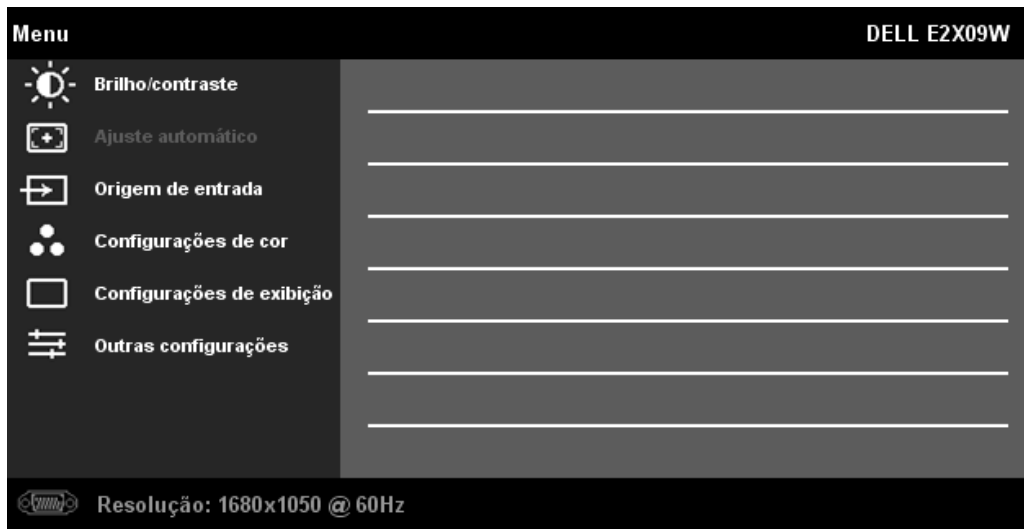 Menu DELL E2X09W
Brilho/contraste
Ajuste automático
Origem de entrada
Configurações de cor
Configurações de exibição
Outras configurações
Resolução: 1680x1050 @ 60Hz